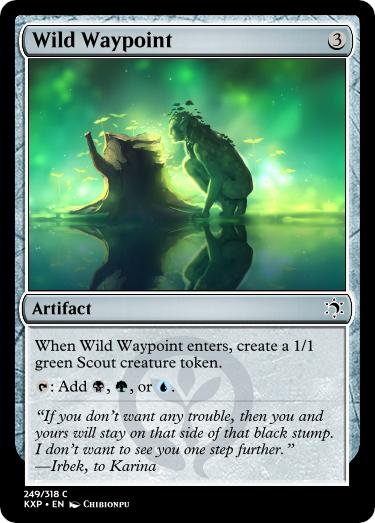 Wild Waypoint 3
Artifact
When Wild Waypoint enters, create a 1/1
green Scout creature token.
: Add , , or .
"If you don't want any trouble, then you and
yours will stay on that side of that black stump.
I don't want to see you one step further."
—Irbek, to Karina
249/318 C
KXP • EN Chibionpu